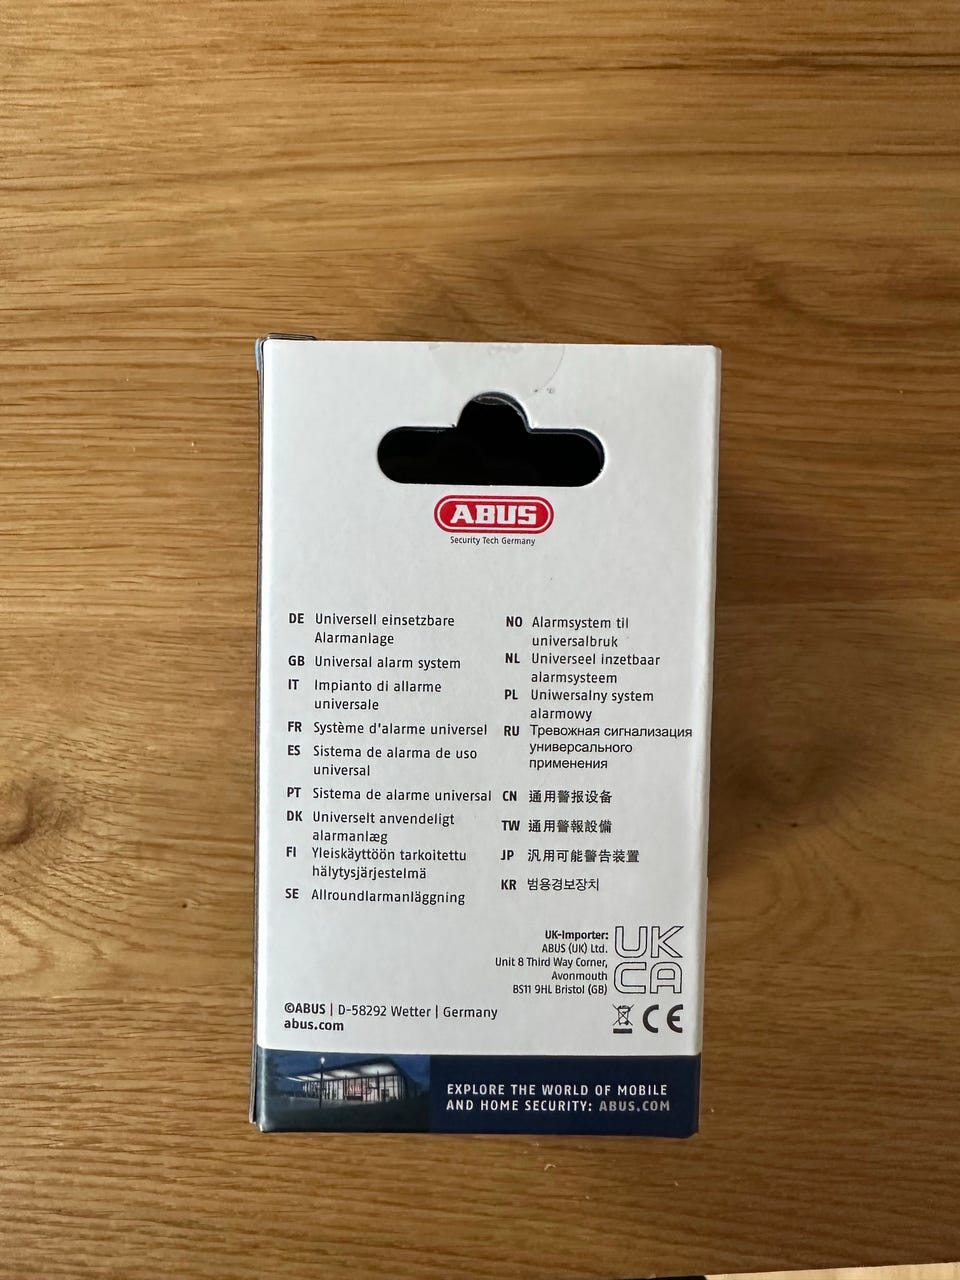 ABUS
Security Tech Germany
DE Universell einsetzbare
Alarmanlage
GB Universal alarm system
IT Impianto di allarme
universale
FR Système d'alarme universel
ES Sistema de alarma de uso
universal
PT Sistema de alarme universal
DK Universelt anvendeligt
alarmanlæg
FI Yleiskäyttöön tarkoitettu
hälytysjärjestelmä
SE Allroundlarmanläggning
NO Alarmsystem til
universalbruk
NL Universeel inzetbaar
alarmsysteem
PL Uniwersalny system
alarmowy
RU Тревожная сигнализация
универсального
применения
CN 通用警报设备
TW 通用警報設備
JP 汎用可能警告装置
KR 범용경보장치
UK-Importer:
ABUS (UK) Ltd.
Unit 8 Third Way Corner,
Avonmouth
BS11 9HL Bristol (GB)
UK
CA
©ABUS | D-58292 Wetter | Germany
abus.com
CE
ABUS
EXPLORE THE WORLD OF MOBILE
AND HOME SECURITY: ABUS.COM